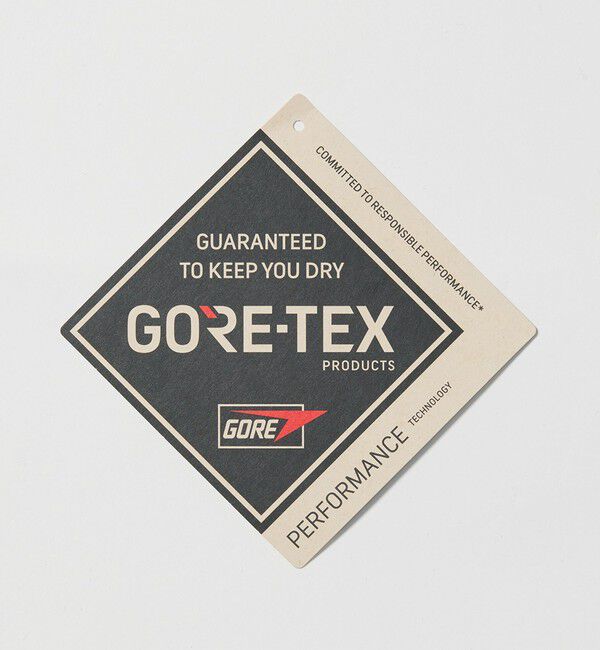 COMMITTED TO RESPONSIBLE PERFORMANCE*
GUARANTEED
TO KEEP YOU DRY
GORE-TEX
PRODUCTS
GORE
PERFORMANCE TECHNOLOGY